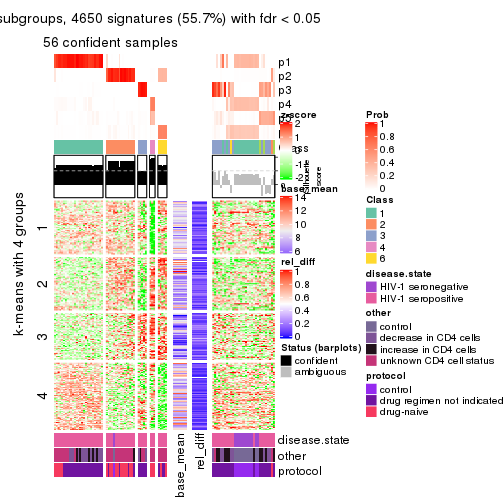 subgroups, 4650 signatures (55.7%) with fdr < 0.05
56 confident samples
p1
p2
p3
p4
z-score
2
1
0
-2
silhouette
score
base_mean
14
12
10
8
6
rel_diff
1
0.8
0.6
0.4
0.2
0
Status (barplots)
confident
ambiguous
Prob
1
0.8
0.6
0.4
0.2
0
Class
1
2
3
4
6
disease.state
HIV-1 seronegative
HIV-1 seropositive
other
control
decrease in CD4 cells
increase in CD4 cells
unknown CD4 cell status
protocol
control
drug regimen not indicated
drug-naive
k-means with 4 groups
1
2
3
4
disease.state
other
protocol
base_mean
rel_diff